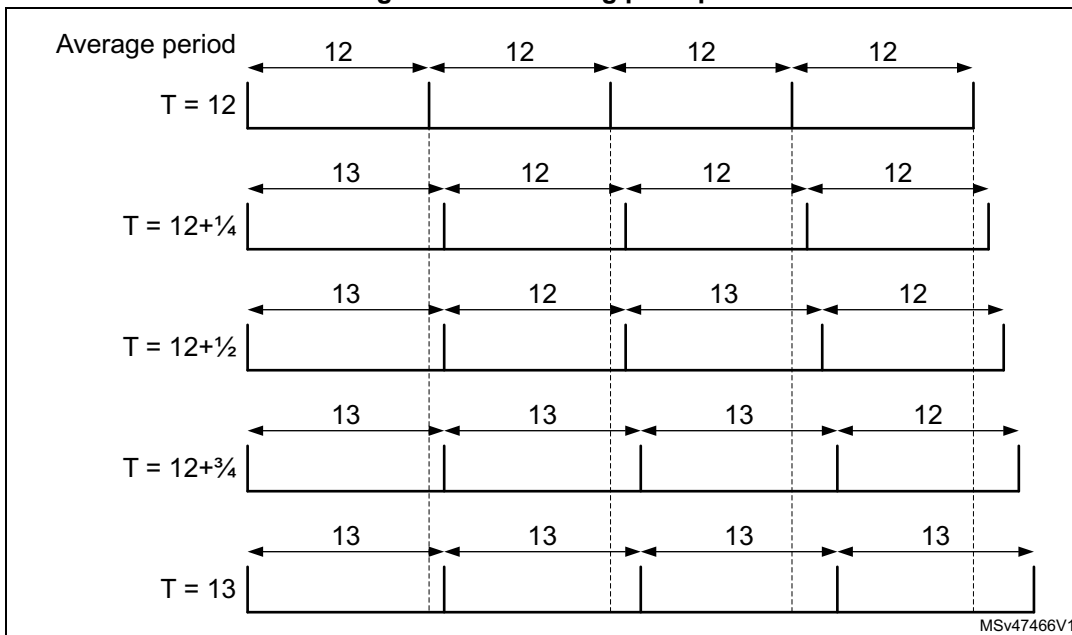 Average period
12 12 12 12
T = 12
13 12 12 12
T = 12+¼
13 12 13 12
T = 12+½
13 13 13 12
T = 12+¾
13 13 13 13
T = 13
MSv47466V1